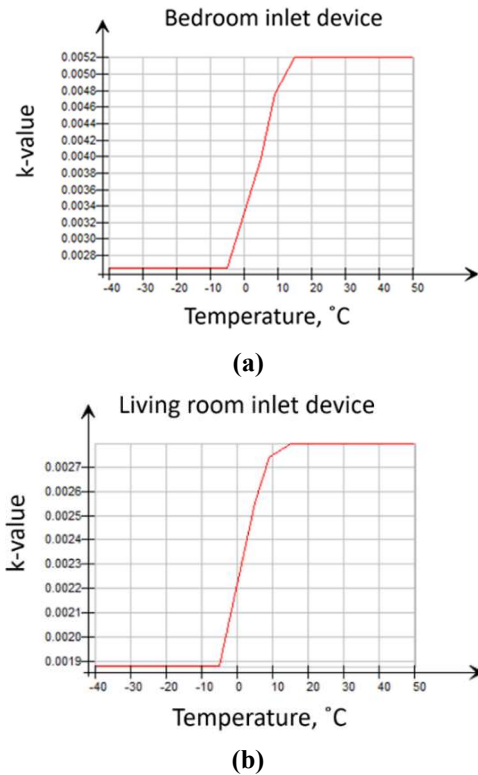 Bedroom inlet device
0.0052
0.0050
0.0048
0.0046
0.0044
0.0042
0.0040
0.0038
0.0036
0.0034
0.0032
0.0030
0.0028
k-value
-40 -30 -20 -10 0 10 20 30 40 50
Temperature, ˚C
(a)
Living room inlet device
0.0027
0.0026
0.0025
0.0024
0.0022
0.0021
0.0020
0.0019
k-value
-40 -30 -20 -10 0 10 20 30 40 50
Temperature, ˚C
(b)